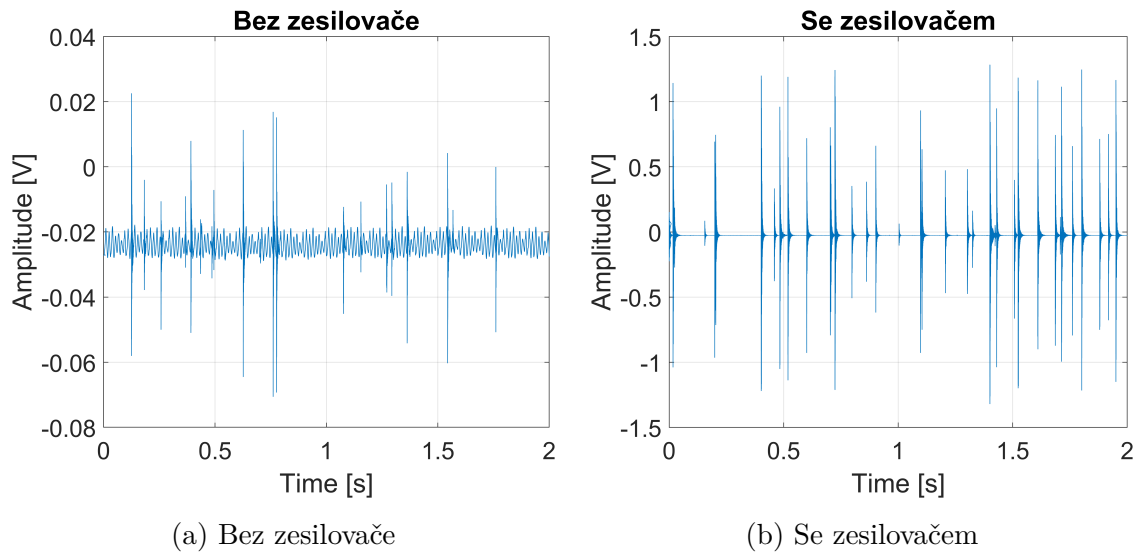 Bez zesilovače
0.04
0.02
0
-0.02
-0.04
-0.06
-0.08
Amplitude [V]
0 0.5 1 1.5 2
Time [s]
(a) Bez zesilovače
Se zesilovačem
1.5
1
0.5
0
-0.5
-1
-1.5
Amplitude [V]
0 0.5 1 1.5 2
Time [s]
(b) Se zesilovačem